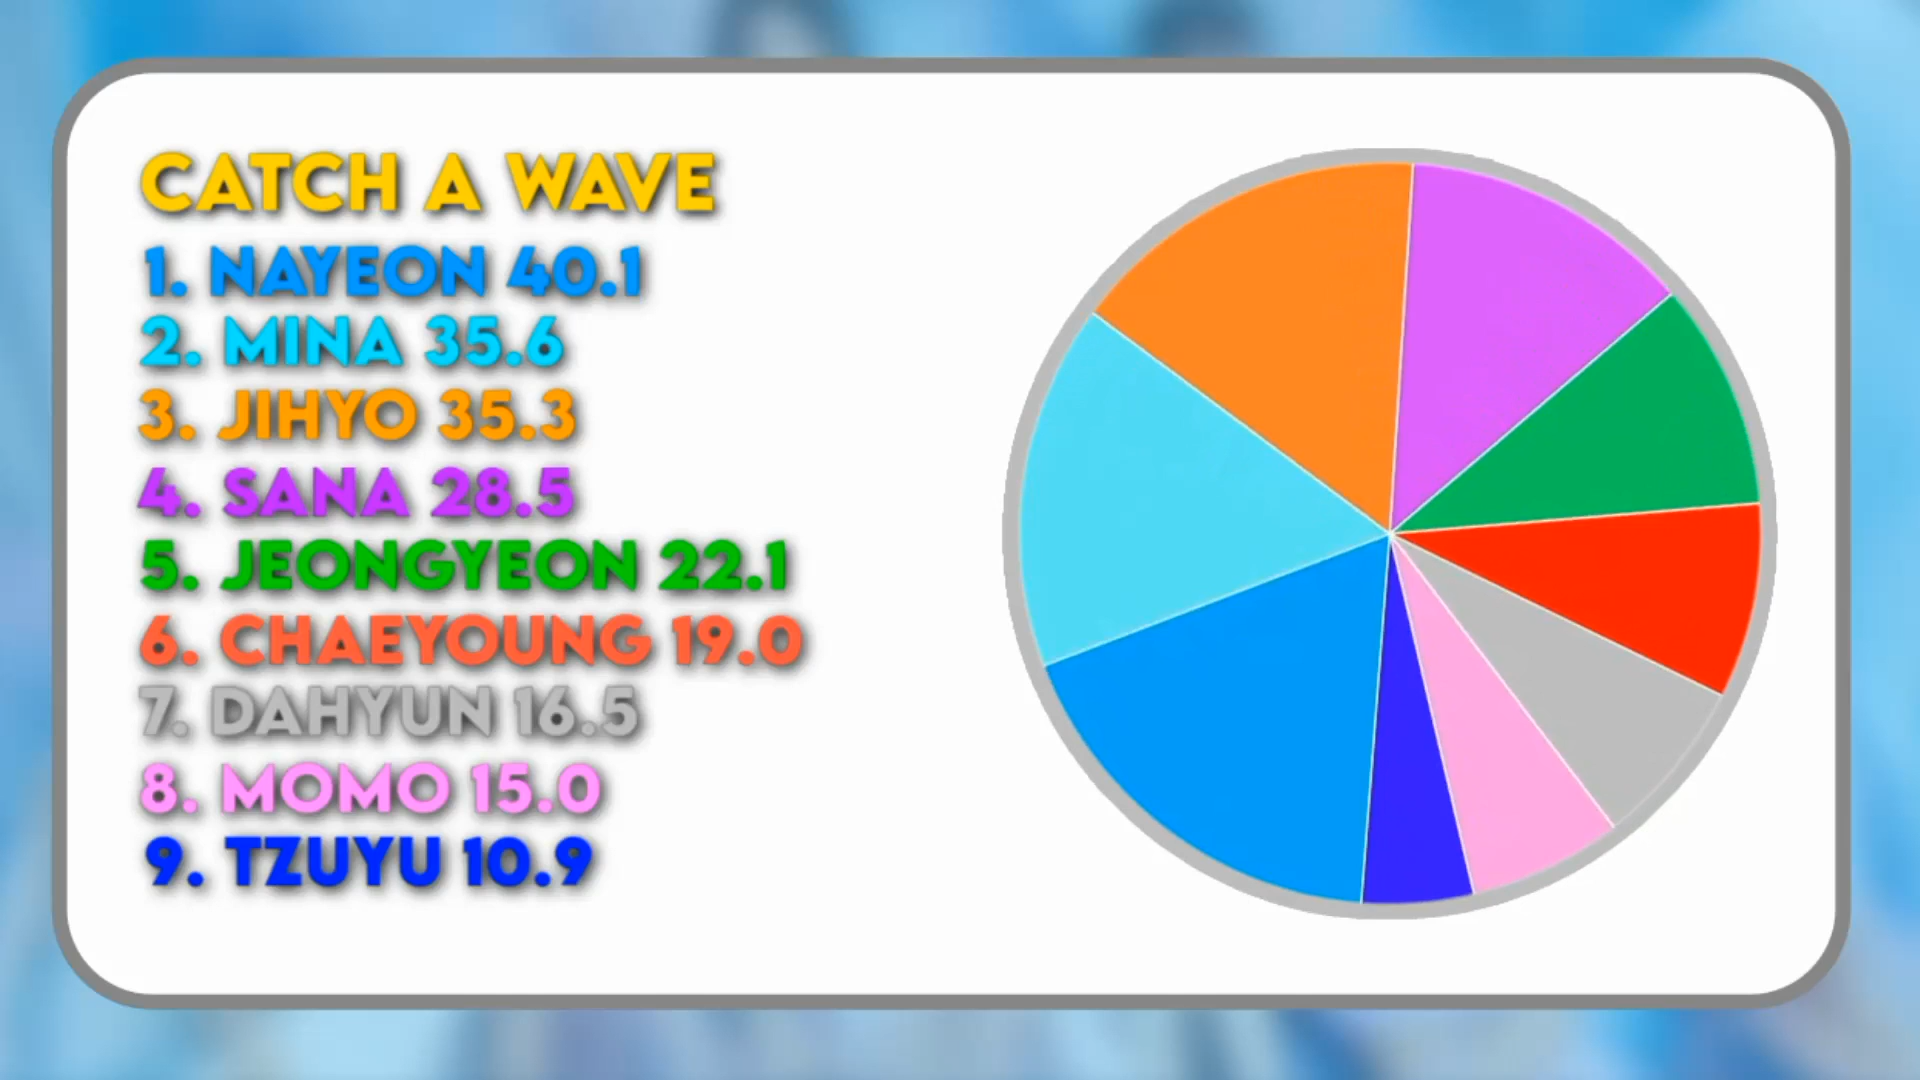 CATCH A WAVE
1. NAYEON 40.1
2. MINA 35.6
3. JIHYO 35.3
4. SANA 28.5
5. JEONGYEON 22.1
6. CHAEYOUNG 19.0
7. DAHYUN 16.5
8. MOMO 15.0
9. TZUYU 10.9